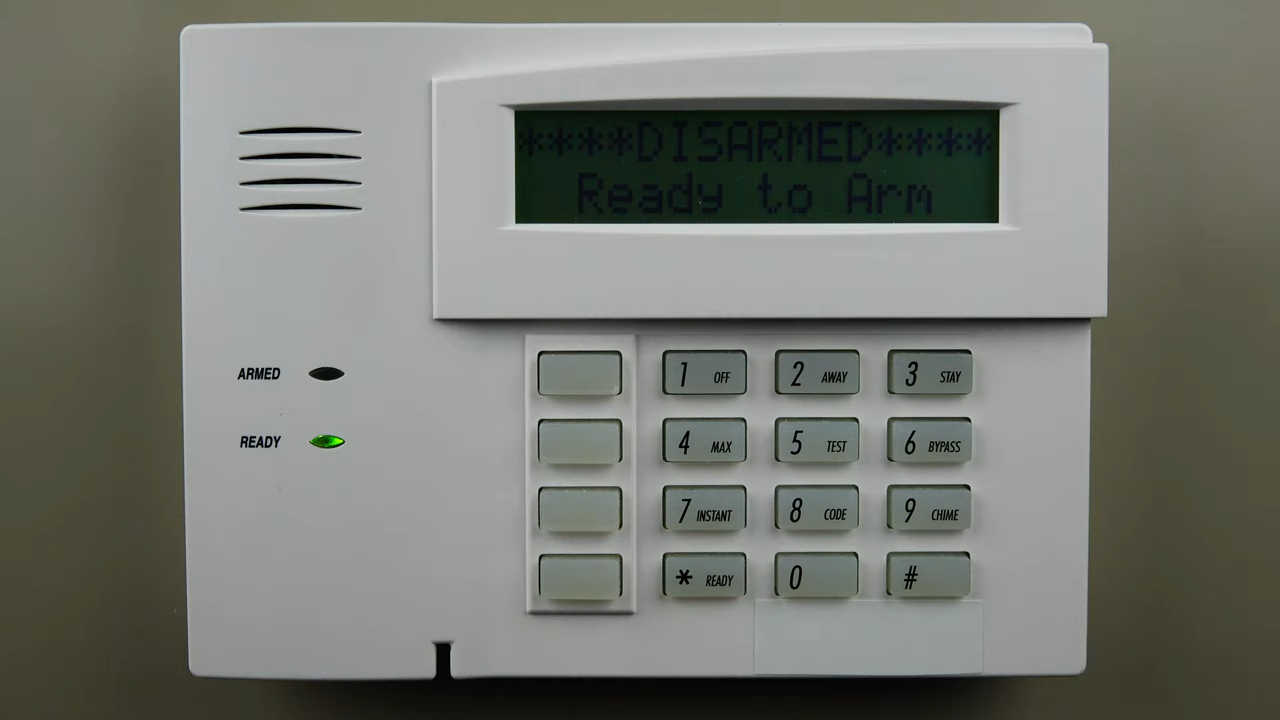 ****DISARMED****
Ready to Arm
ARMED
READY
1 OFF
2 AWAY
3 STAY
4 MAX
5 TEST
6 BYPASS
7 INSTANT
8 CODE
9 CHIME
* READY
0
#